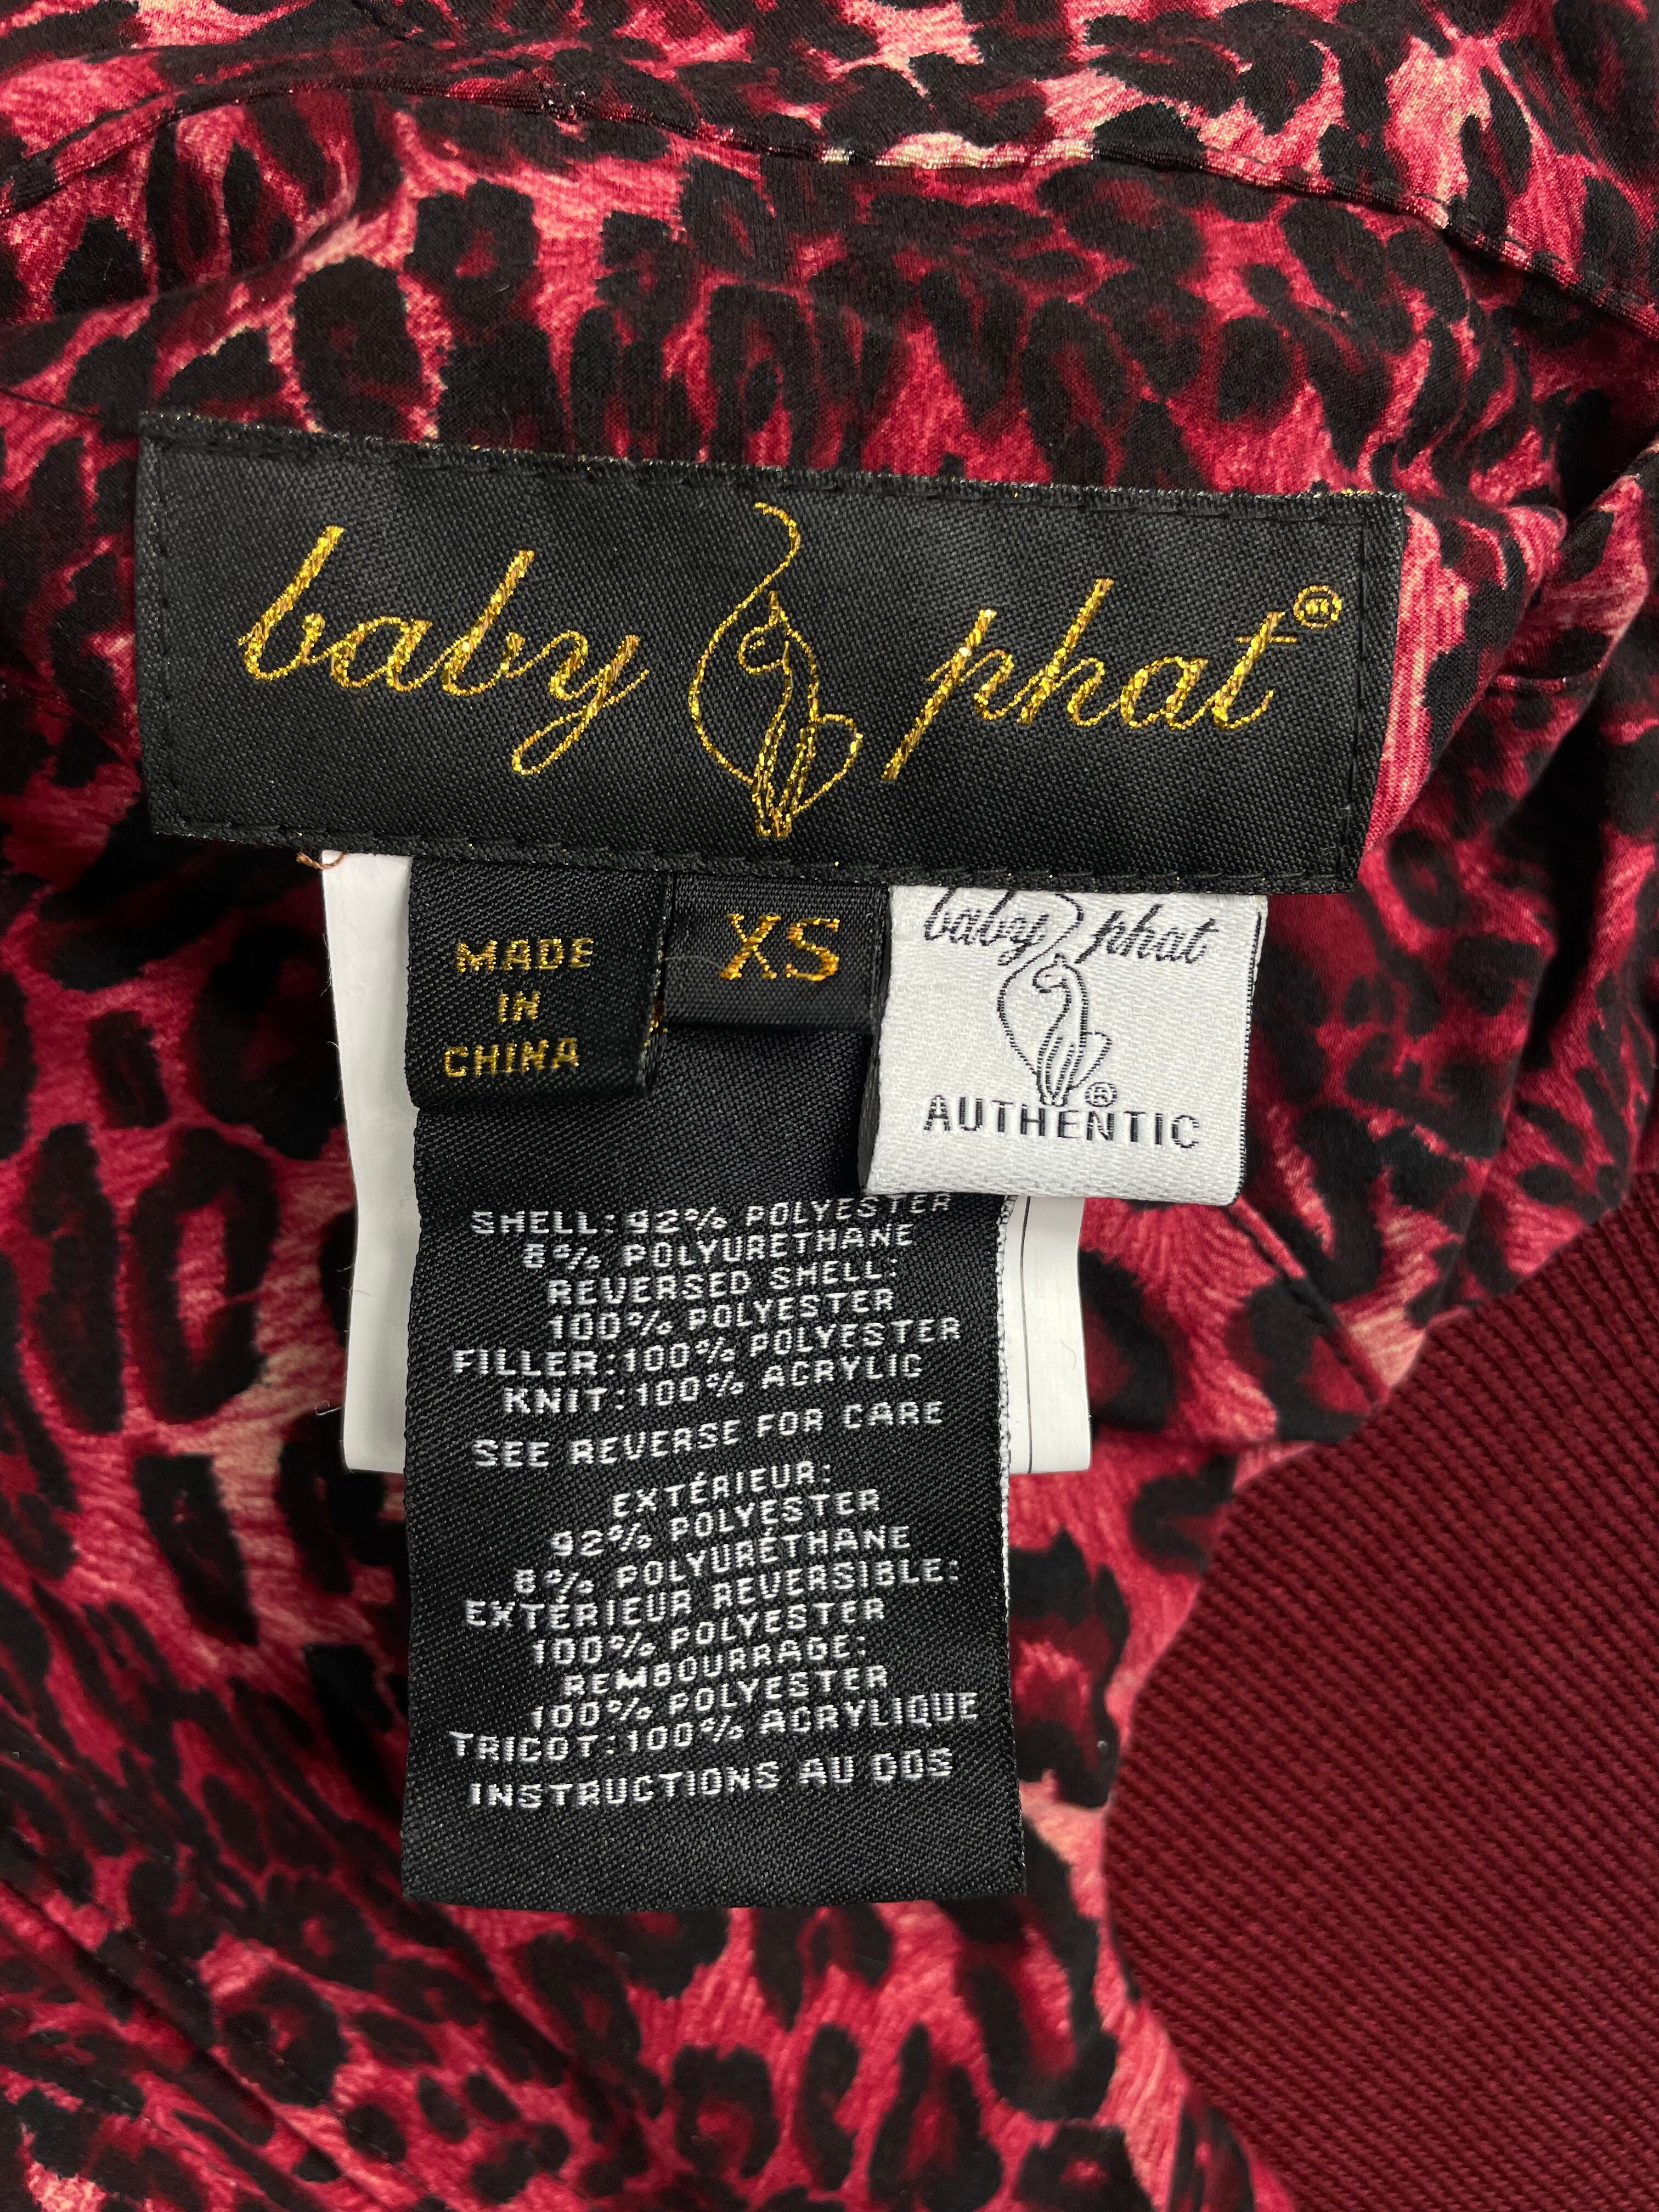 baby phat®
MADE
IN
CHINA
XS
baby phat
®
AUTHENTIC
SHELL: 92% POLYESTER
8% POLYURETHANE
REVERSED SHELL:
100% POLYESTER
FILLER: 100% POLYESTER
KNIT: 100% ACRYLIC
SEE REVERSE FOR CARE
EXTÉRIEUR:
92% POLYESTER
8% POLYURÉTHANE
EXTÉRIEUR REVERSIBLE:
100% POLYESTER
REMBOURRAGE:
100% POLYESTER
TRICOT: 100% ACRYLIQUE
INSTRUCTIONS AU DOS